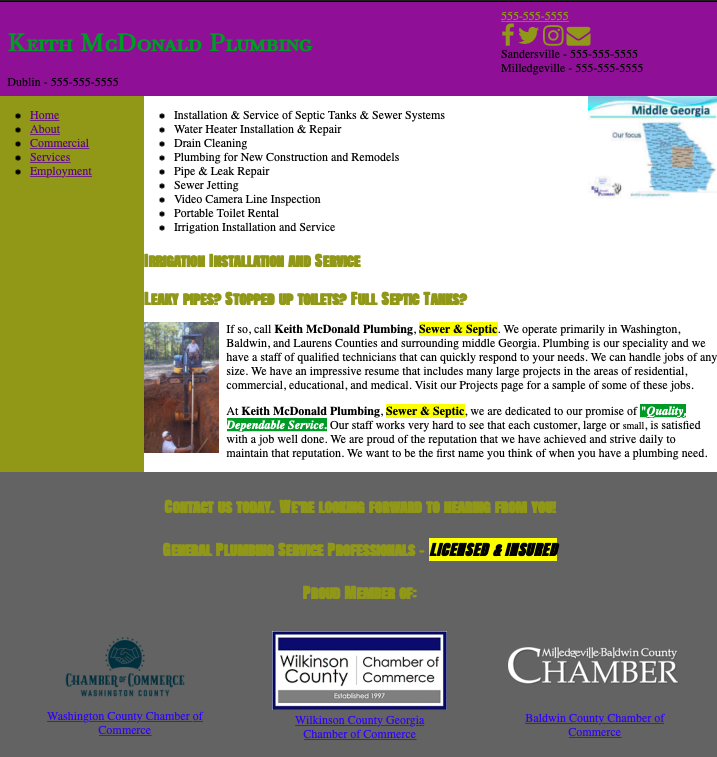 555-555-5555
Keith McDonald Plumbing
Sandersville - 555-555-5555
Milledgeville - 555-555-5555
Dublin - 555-555-5555
Home
About
Commercial
Services
Employment
Installation & Service of Septic Tanks & Sewer Systems
Water Heater Installation & Repair
Drain Cleaning
Plumbing for New Construction and Remodels
Pipe & Leak Repair
Sewer Jetting
Video Camera Line Inspection
Portable Toilet Rental
Irrigation Installation and Service
Middle Georgia
Our focus
Irrigation Installation and Service
Leaky pipes? Stopped up toilets? Full Septic Tanks?
If so, call Keith McDonald Plumbing, Sewer & Septic. We operate primarily in Washington,
Baldwin, and Laurens Counties and surrounding middle Georgia. Plumbing is our speciality and we
have a staff of qualified technicians that can quickly respond to your needs. We can handle jobs of any
size. We have an impressive resume that includes many large projects in the areas of residential,
commercial, educational, and medical. Visit our Projects page for a sample of some of these jobs.
At Keith McDonald Plumbing, Sewer & Septic, we are dedicated to our promise of "Quality,
Dependable Service. Our staff works very hard to see that each customer, large or small, is satisfied
with a job well done. We are proud of the reputation that we have achieved and strive daily to
maintain that reputation. We want to be the first name you think of when you have a plumbing need.
Contact us today. We're looking forward to hearing from you!
General Plumbing Service Professionals - LICENSED & INSURED
Proud Member of:
Chamber of Commerce
Washington County
Wilkinson County | Chamber of Commerce
Established 1997
Milledgeville-Baldwin County
Chamber
Washington County Chamber of
Commerce
Wilkinson County Georgia
Chamber of Commerce
Baldwin County Chamber of
Commerce